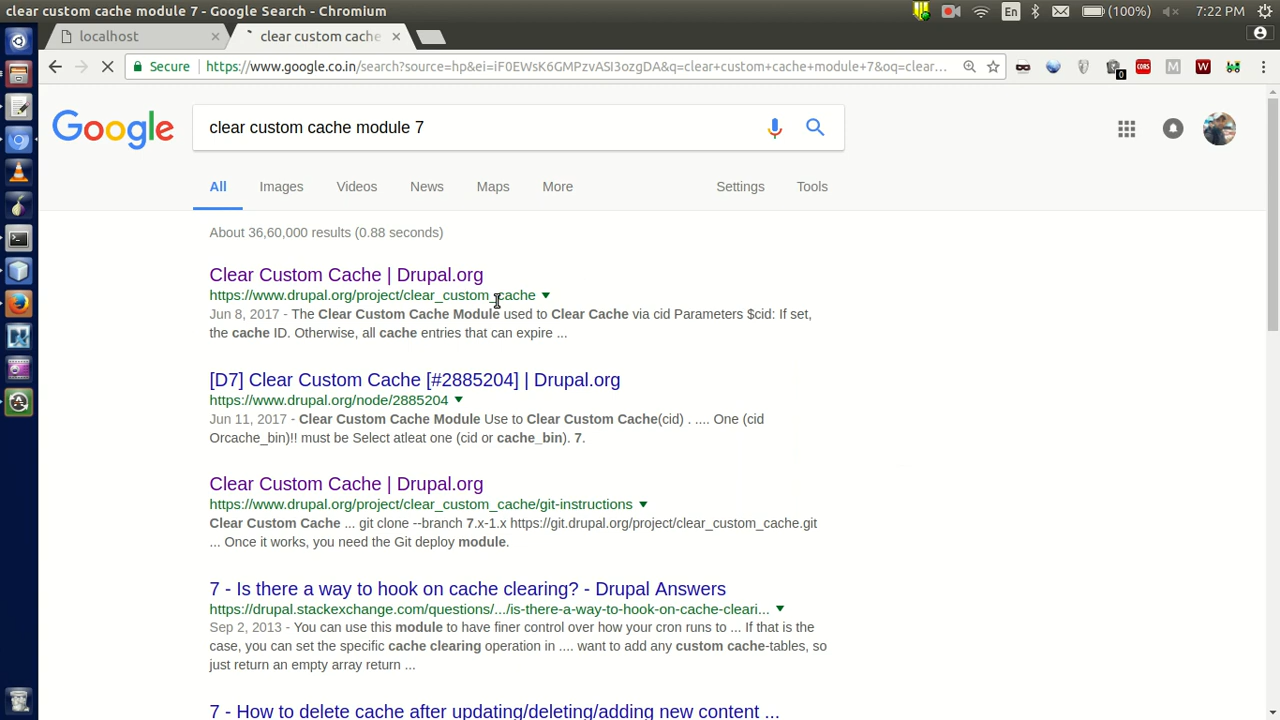 clear custom cache module 7 - Google Search - Chromium
En
(100%)
7:22 PM
localhost
clear custom cache
Secure
https://www.google.co.in/search?source=hp&ei=iF0EWsK6GMPzvASI3ozgDA&q=clear+custom+cache+module+7&oq=clear...
0
CORS
M
W
Google
clear custom cache module 7
All
Images
Videos
News
Maps
More
Settings
Tools
About 36,60,000 results (0.88 seconds)
Clear Custom Cache | Drupal.org
https://www.drupal.org/project/clear_custom_cache
Jun 8, 2017 - The Clear Custom Cache Module used to Clear Cache via cid Parameters $cid: If set,
the cache ID. Otherwise, all cache entries that can expire ...
[D7] Clear Custom Cache [#2885204] | Drupal.org
https://www.drupal.org/node/2885204
Jun 11, 2017 - Clear Custom Cache Module Use to Clear Custom Cache(cid) . .... One (cid
Orcache_bin)!! must be Select atleat one (cid or cache_bin). 7.
Clear Custom Cache | Drupal.org
https://www.drupal.org/project/clear_custom_cache/git-instructions
Clear Custom Cache ... git clone --branch 7.x-1.x https://git.drupal.org/project/clear_custom_cache.git
... Once it works, you need the Git deploy module.
7 - Is there a way to hook on cache clearing? - Drupal Answers
https://drupal.stackexchange.com/questions/.../is-there-a-way-to-hook-on-cache-cleari...
Sep 2, 2013 - You can use this module to have finer control over how your cron runs to ... If that is the
case, you can set the specific cache clearing operation in .... want to add any custom cache-tables, so
just return an empty array return ...
7 - How to delete cache after updating/deleting/adding new content ...